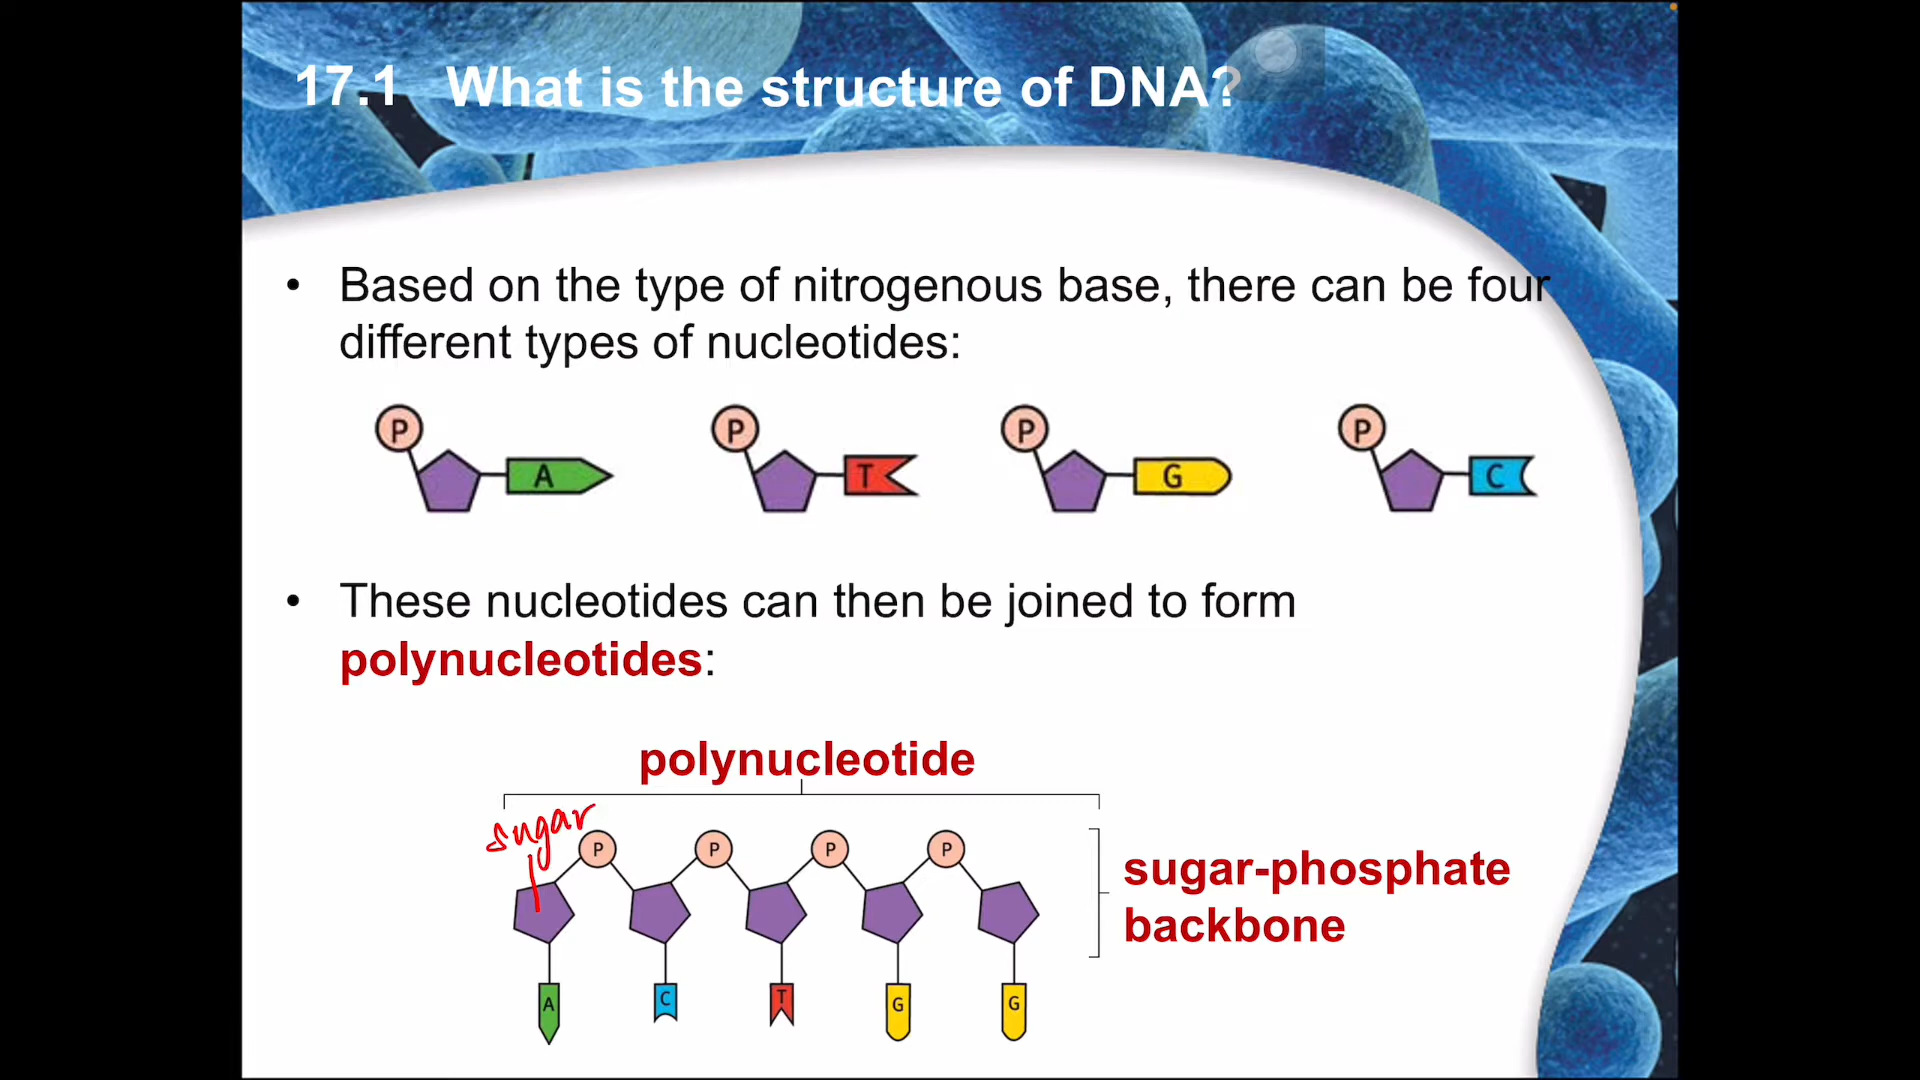 17.1 What is the structure of DNA?
• Based on the type of nitrogenous base, there can be four
different types of nucleotides:
P P P P
A T G C
• These nucleotides can then be joined to form
polynucleotides:
polynucleotide
sugar
P P P P
sugar-phosphate
backbone
A C T G G